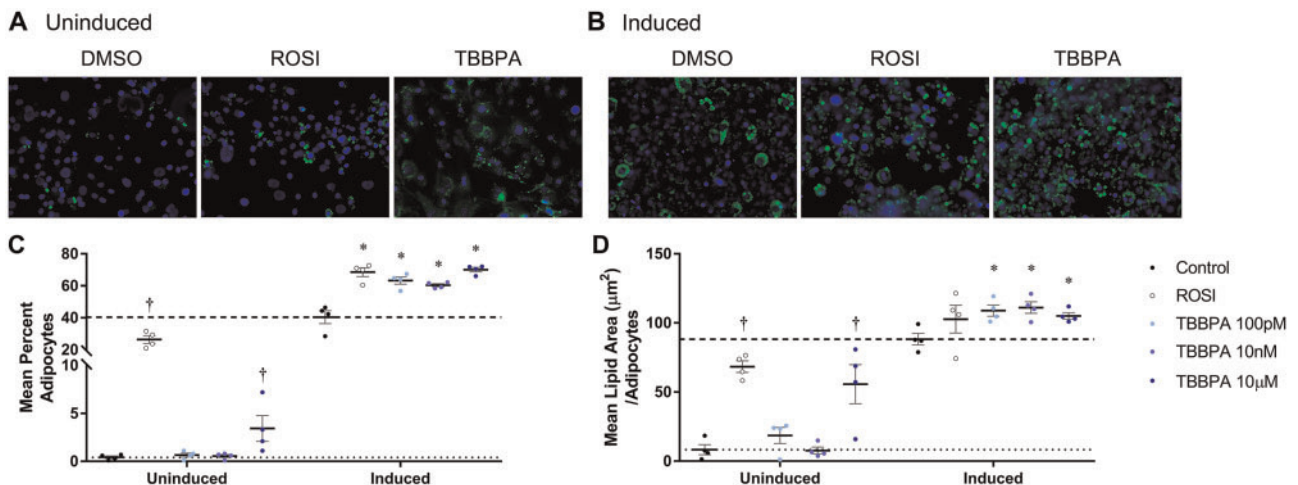 A Uninduced
DMSO ROSI TBBPA
B Induced
DMSO ROSI TBBPA
C
Mean Percent
Adipocytes
80
60
40
20
10
5
0
†
†
*
*
*
*
Uninduced Induced
D
Mean Lipid Area (μm²)
/Adipocytes
150
100
50
0
†
†
*
*
*
Uninduced Induced
Control
ROSI
TBBPA 100pM
TBBPA 10nM
TBBPA 10μM